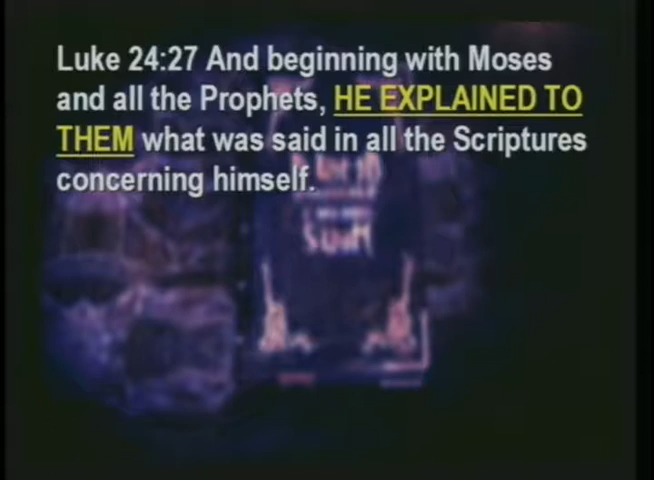 Luke 24:27 And beginning with Moses
and all the Prophets, HE EXPLAINED TO
THEM what was said in all the Scriptures
concerning himself.